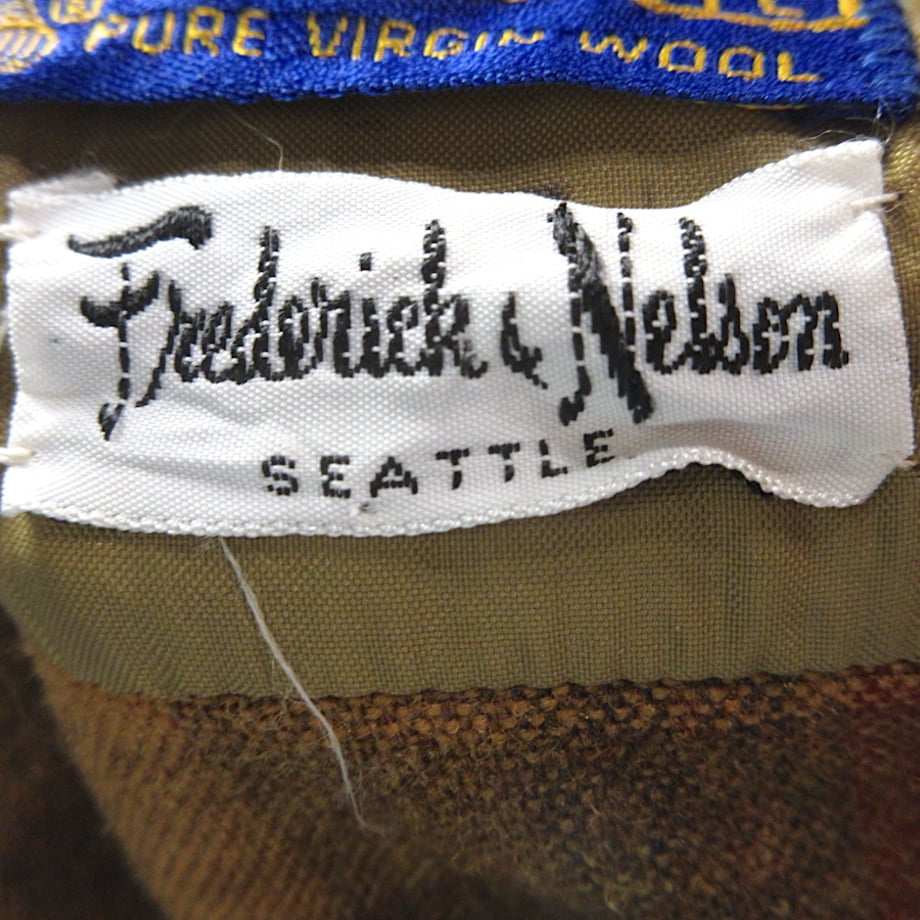 ® PURE VIRGIN WOOL
Frederick & Nelson
SEATTLE